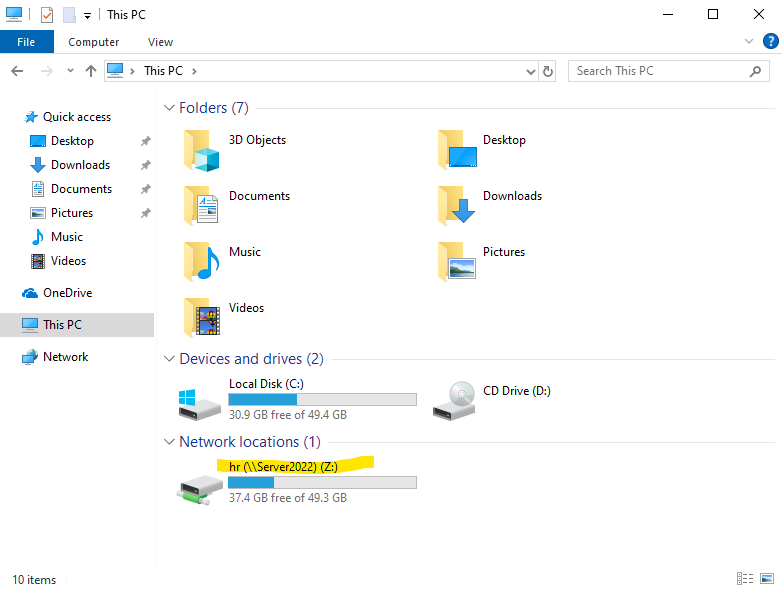 This PC
File Computer View
This PC
Search This PC
Quick access
Desktop
Downloads
Documents
Pictures
Music
Videos
OneDrive
This PC
Network
Folders (7)
3D Objects
Desktop
Documents
Downloads
Music
Pictures
Videos
Devices and drives (2)
Local Disk (C:)
30.9 GB free of 49.4 GB
CD Drive (D:)
Network locations (1)
hr (\\Server2022) (Z:)
37.4 GB free of 49.3 GB
10 items